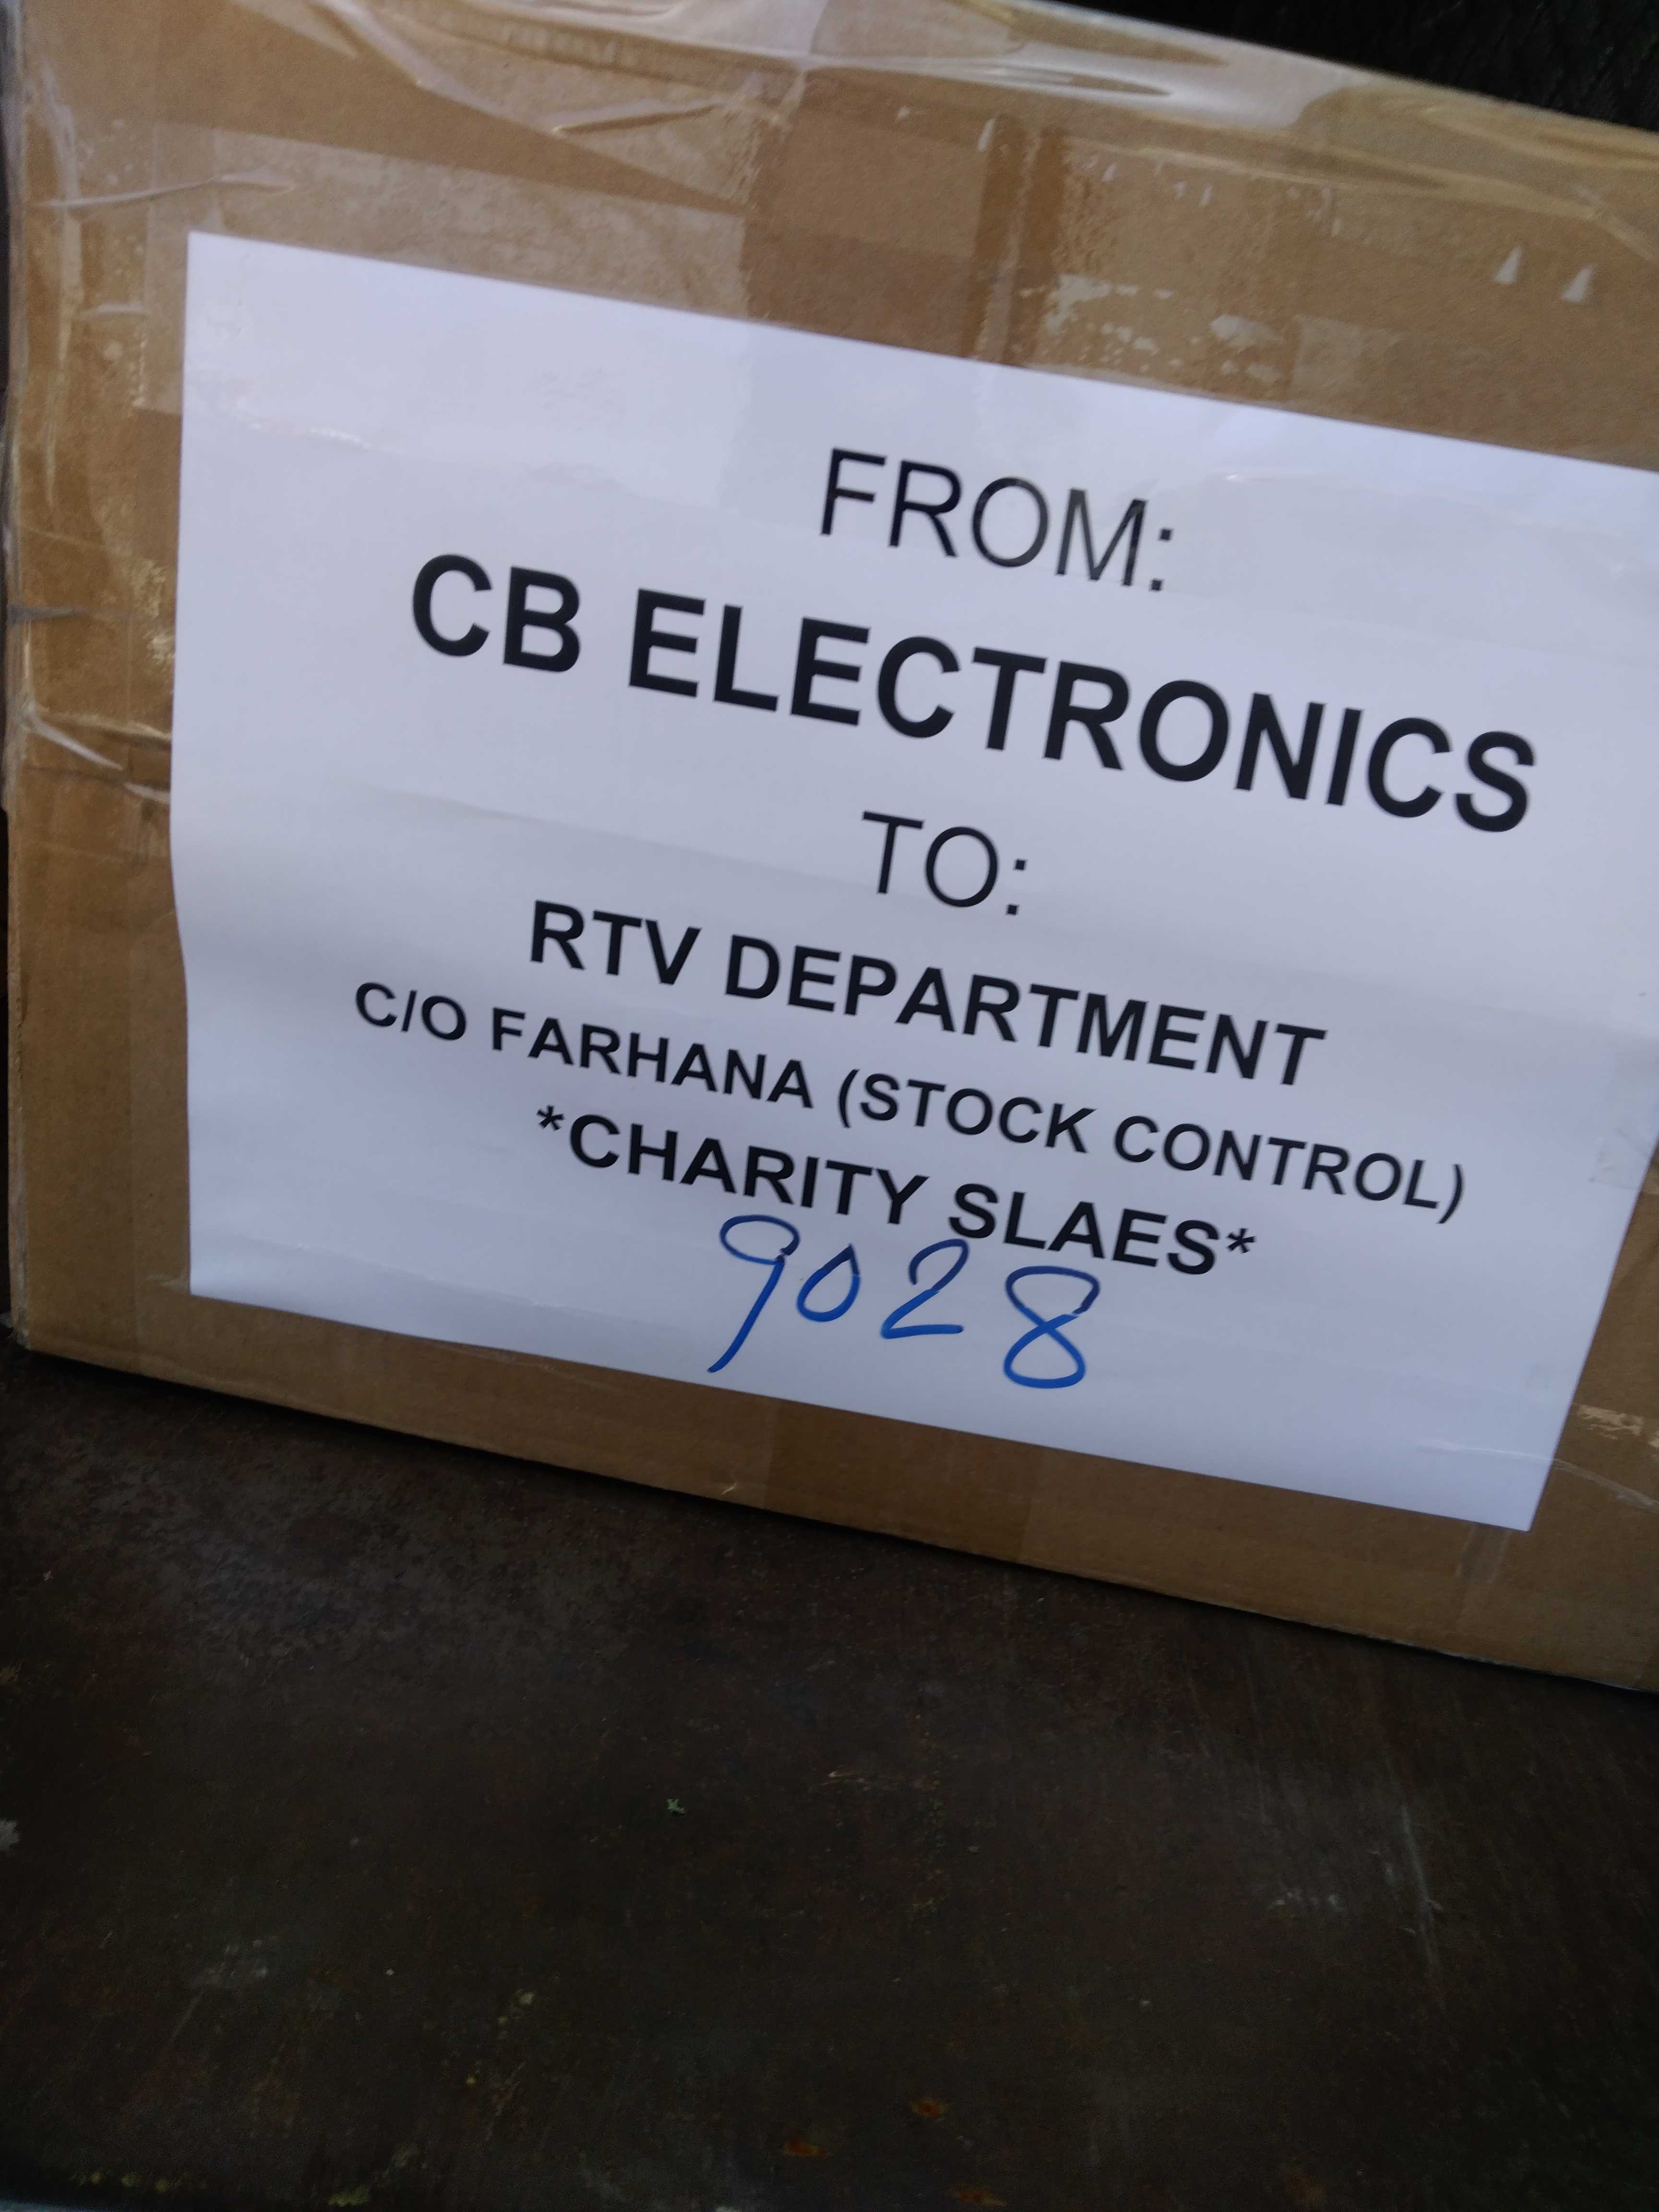 FROM:
CB ELECTRONICS
TO:
RTV DEPARTMENT
C/O FARHANA (STOCK CONTROL)
*CHARITY SLAES*
9028